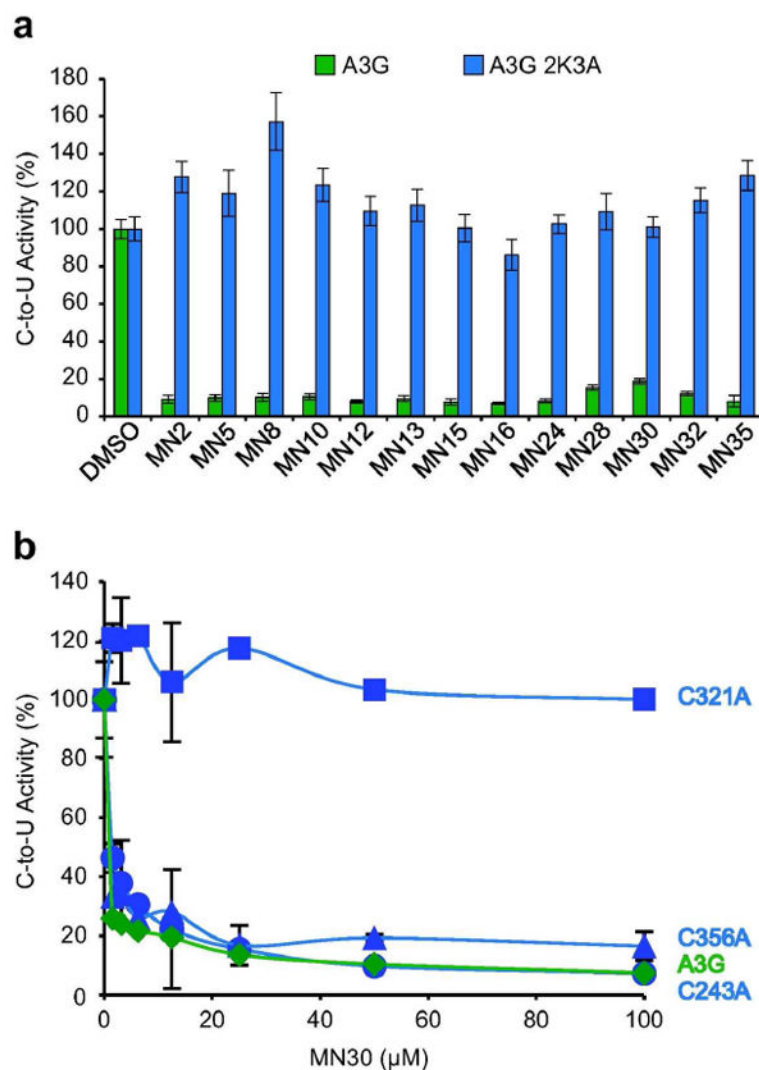 a
A3G
A3G 2K3A
180
160
140
120
100
80
60
40
20
0
C-to-U Activity (%)
DMSO
MN2
MN5
MN8
MN10
MN12
MN13
MN15
MN16
MN24
MN28
MN30
MN32
MN35
b
140
120
100
80
60
40
20
0
C-to-U Activity (%)
C321A
C356A
A3G
C243A
0
20
40
60
80
100
MN30 (µM)